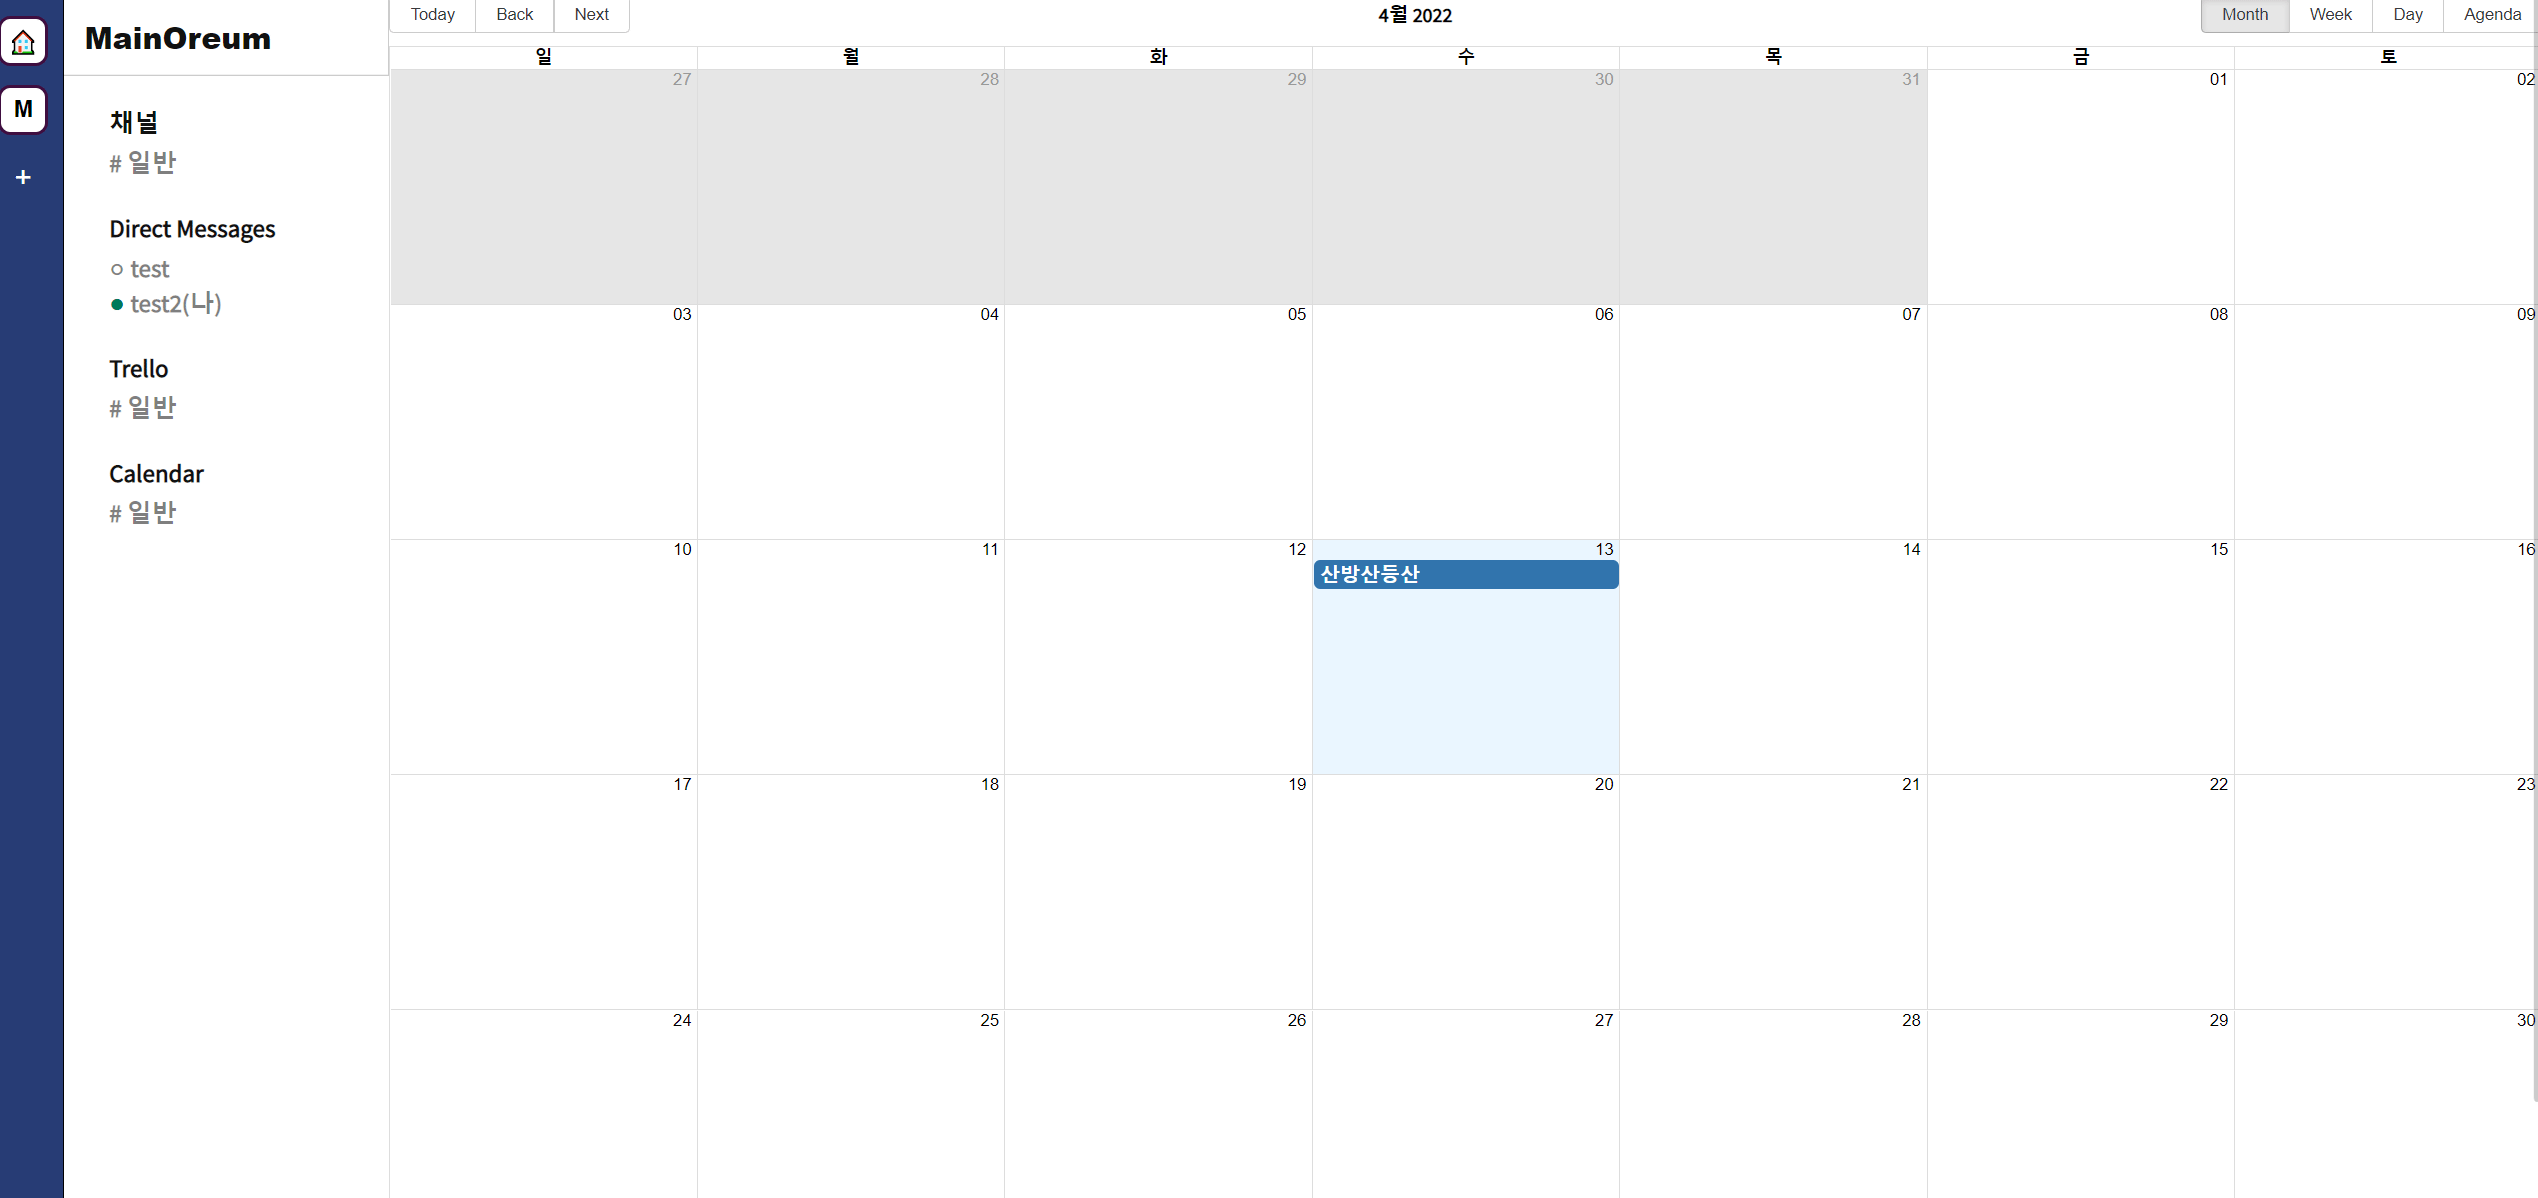 MainOreum
M
+
채널
# 일반
Direct Messages
test
test2(나)
Trello
# 일반
Calendar
# 일반
Today Back Next
4월 2022
Month Week Day Agenda
일 월 화 수 목 금 토
27 28 29 30 31 01 02
03 04 05 06 07 08 09
10 11 12 13 14 15 16
산방산등산
17 18 19 20 21 22 23
24 25 26 27 28 29 30